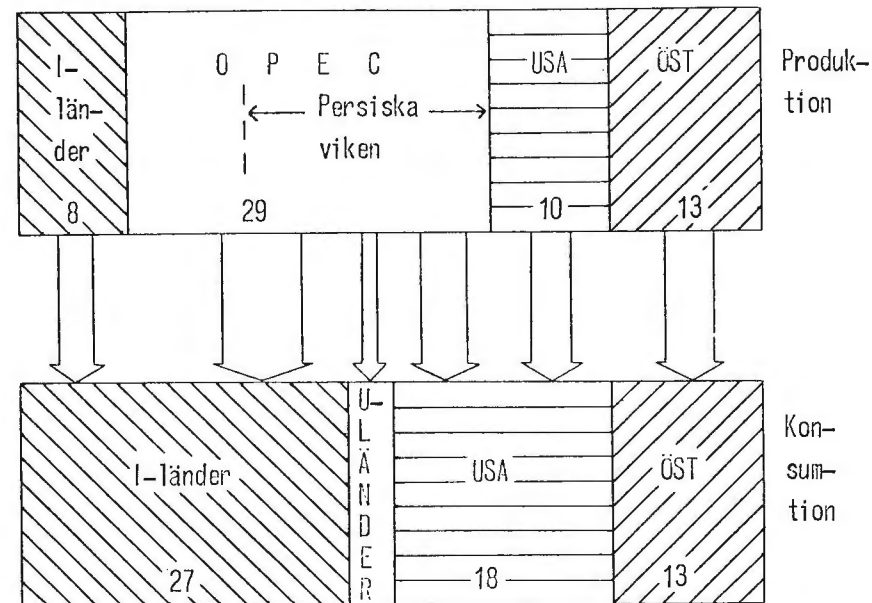 I-
län-
der
8
O P E C
Persiska
viken
29
USA
10
ÖST
13
Produk-
tion
I-länder
27
U-
L
Ä
N
D
E
R
USA
18
ÖST
13
Kon-
sum-
tion